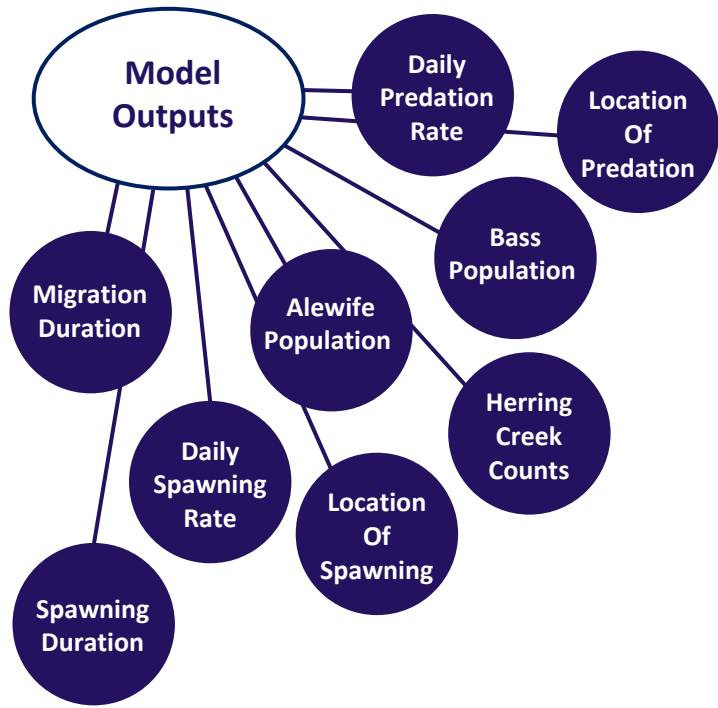 Model
Outputs
Daily
Predation
Rate
Location
Of
Predation
Bass
Population
Migration
Duration
Alewife
Population
Herring
Creek
Counts
Daily
Spawning
Rate
Location
Of
Spawning
Spawning
Duration